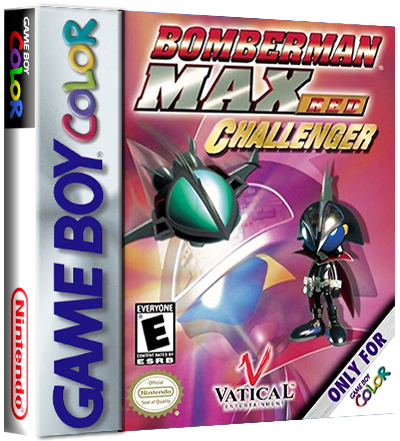 GAME BOY
COLOR
Nintendo
GAME BOY COLOR
BOMBERMAN
MAX RED
CHALLENGER
EVERYONE
E
CONTENT RATED BY
ESRB
Official
Nintendo
Seal of Quality
V
VATICAL
ENTERTAINMENT
ONLY FOR
GAME BOY
COLOR